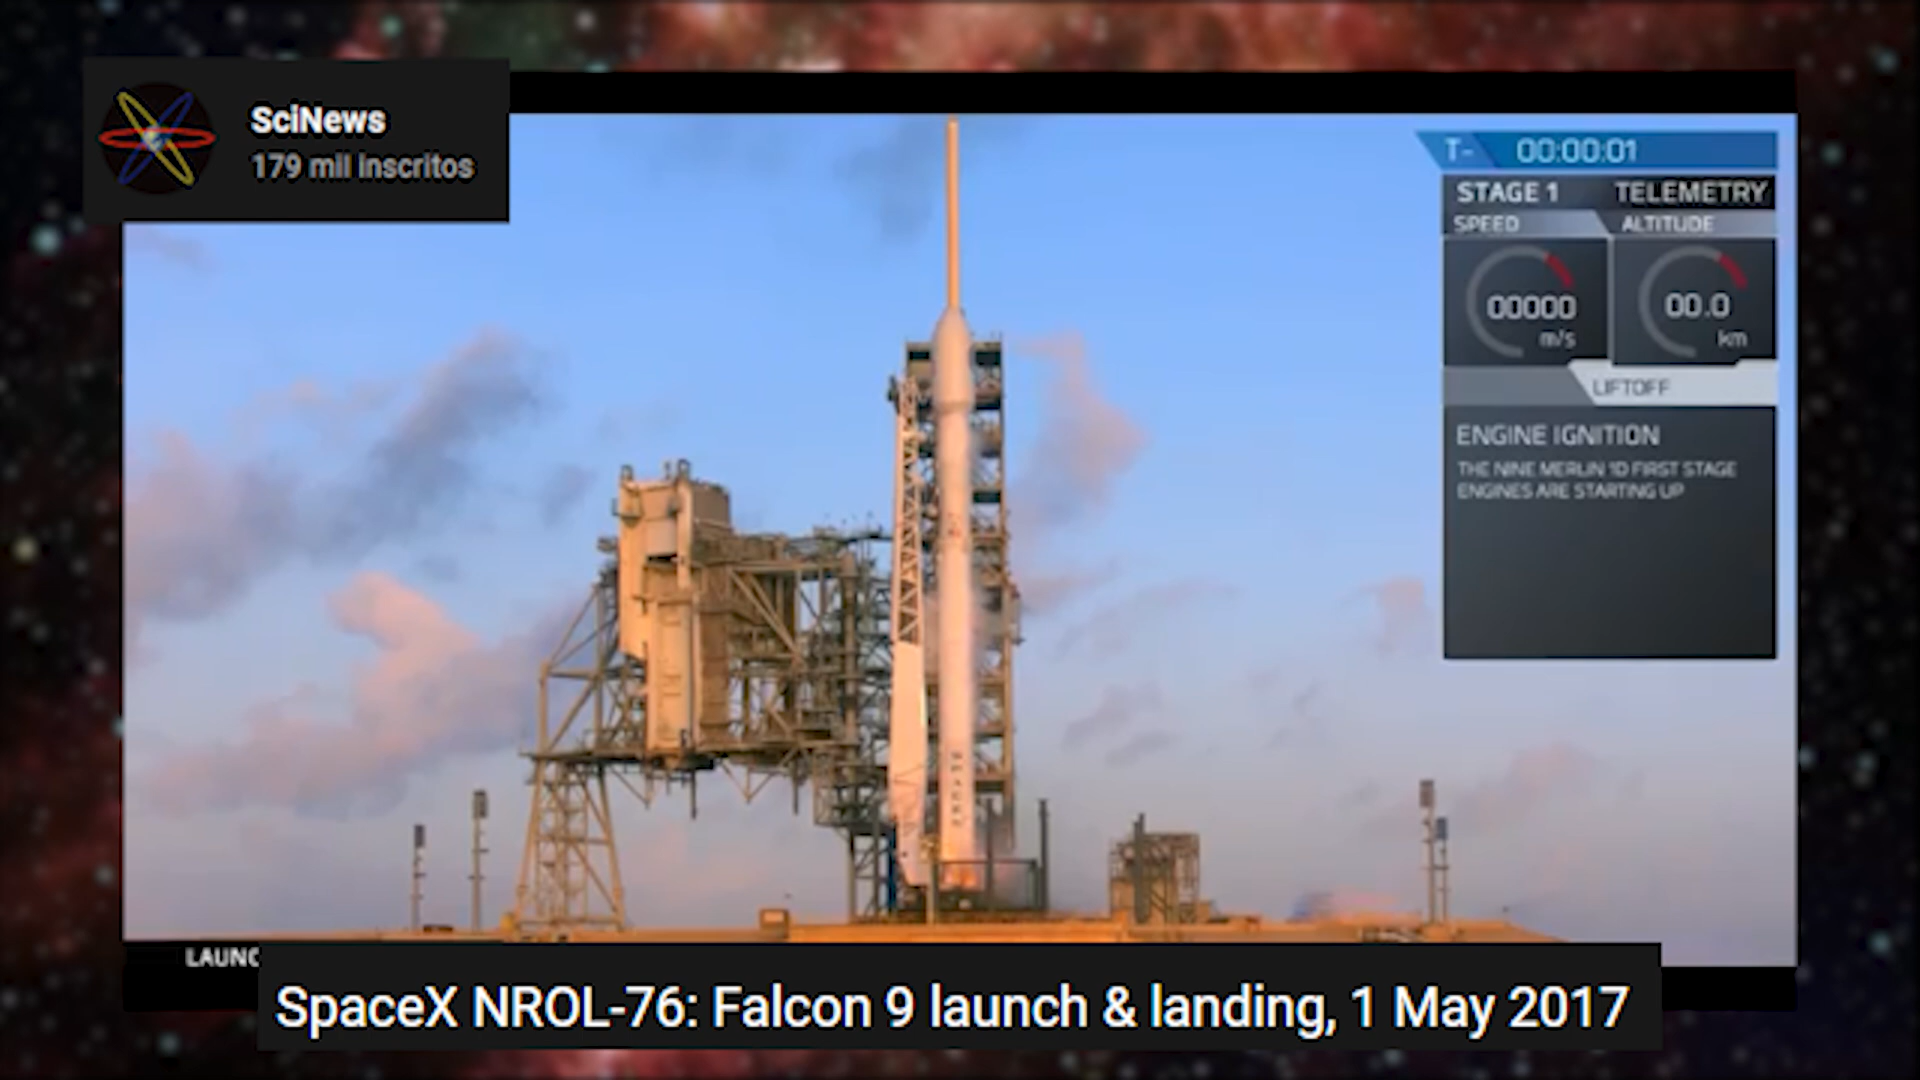 SciNews
179 mil inscritos
T- 00:00:01
STAGE 1 TELEMETRY
SPEED ALTITUDE
00000 00.0
m/s km
LIFTOFF
ENGINE IGNITION
THE NINE MERLIN 1D FIRST STAGE
ENGINES ARE STARTING UP
LAUNC
SpaceX NROL-76: Falcon 9 launch & landing, 1 May 2017